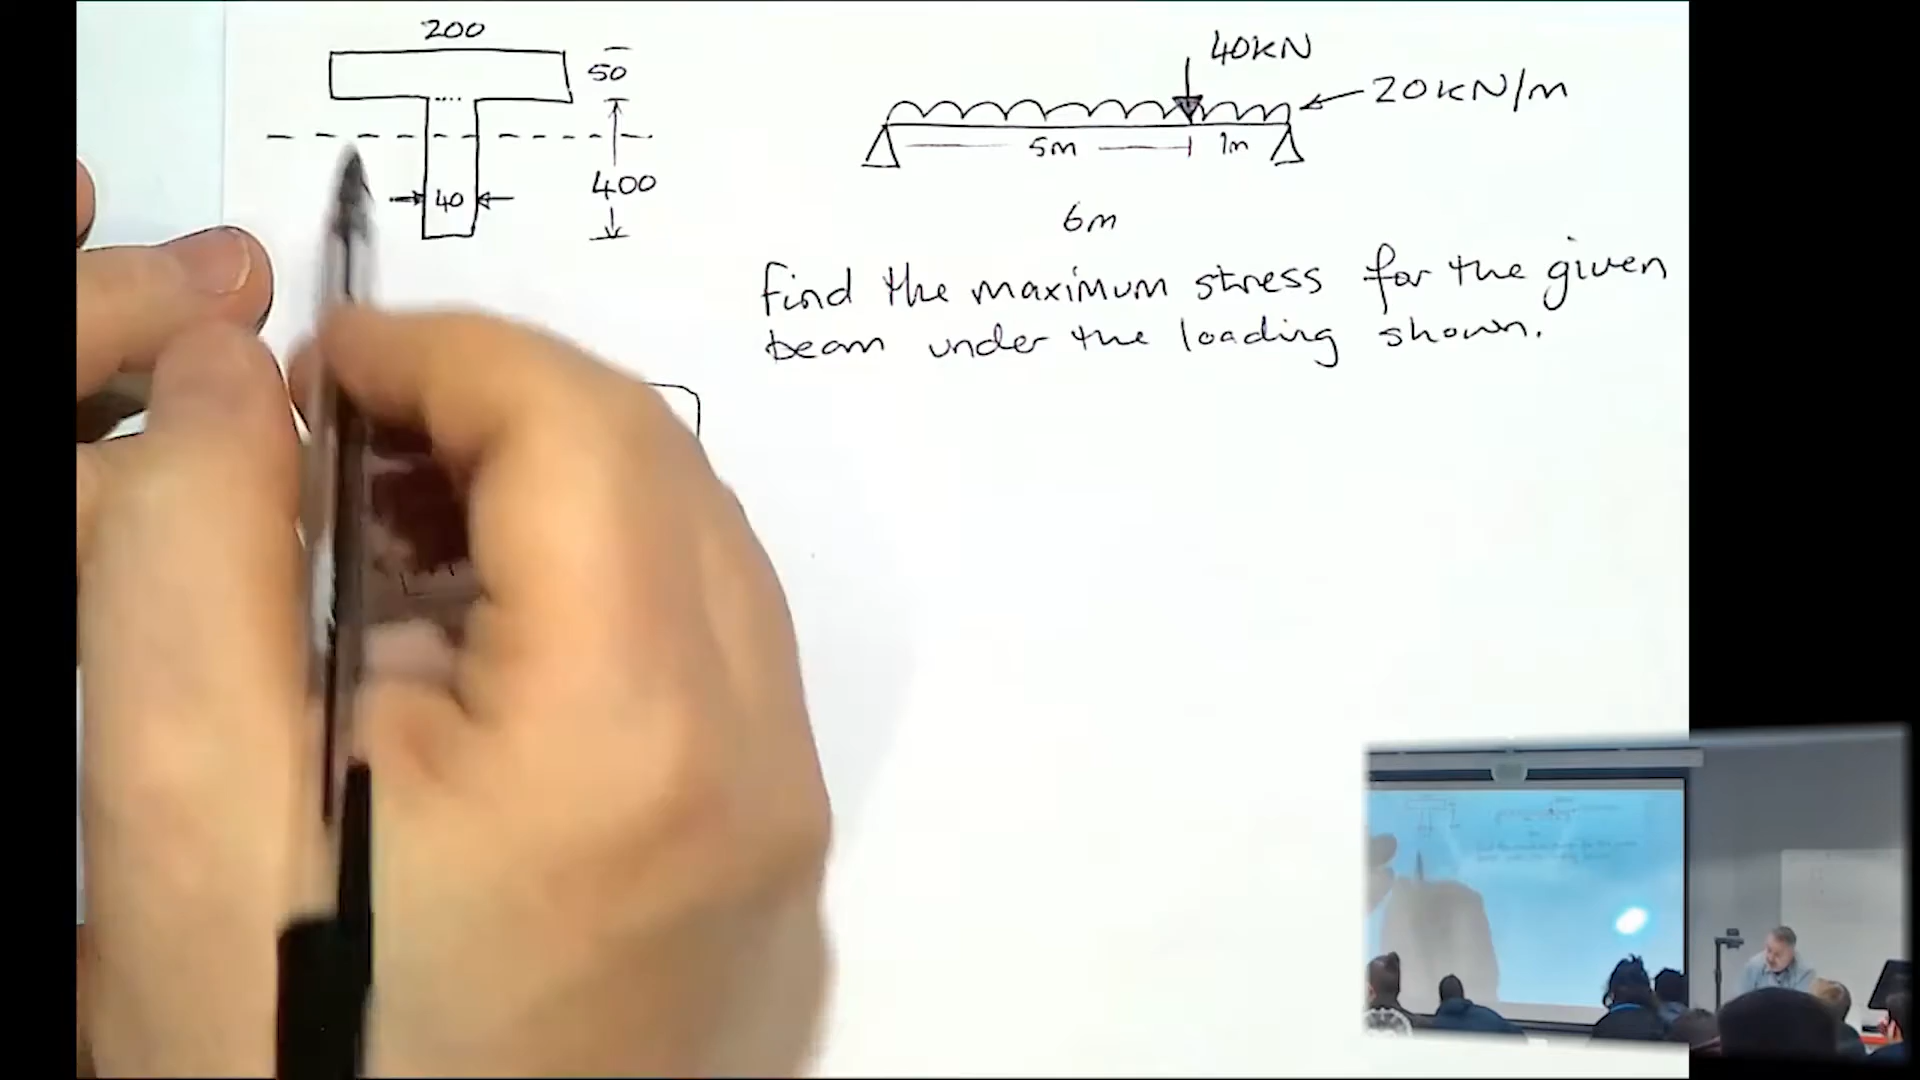 200
50
400
40
40kN
20kN/m
5m
1m
6m
Find the maximum stress for the given
beam under the loading shown.